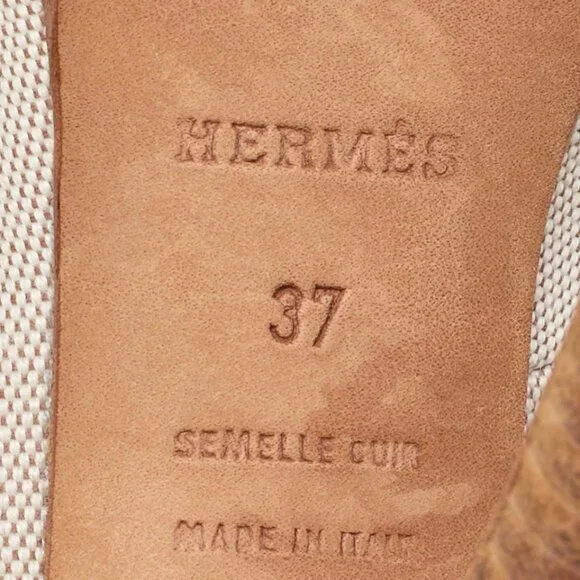 HERMÈS
37
SEMELLE CUIR
MADE IN ITALY